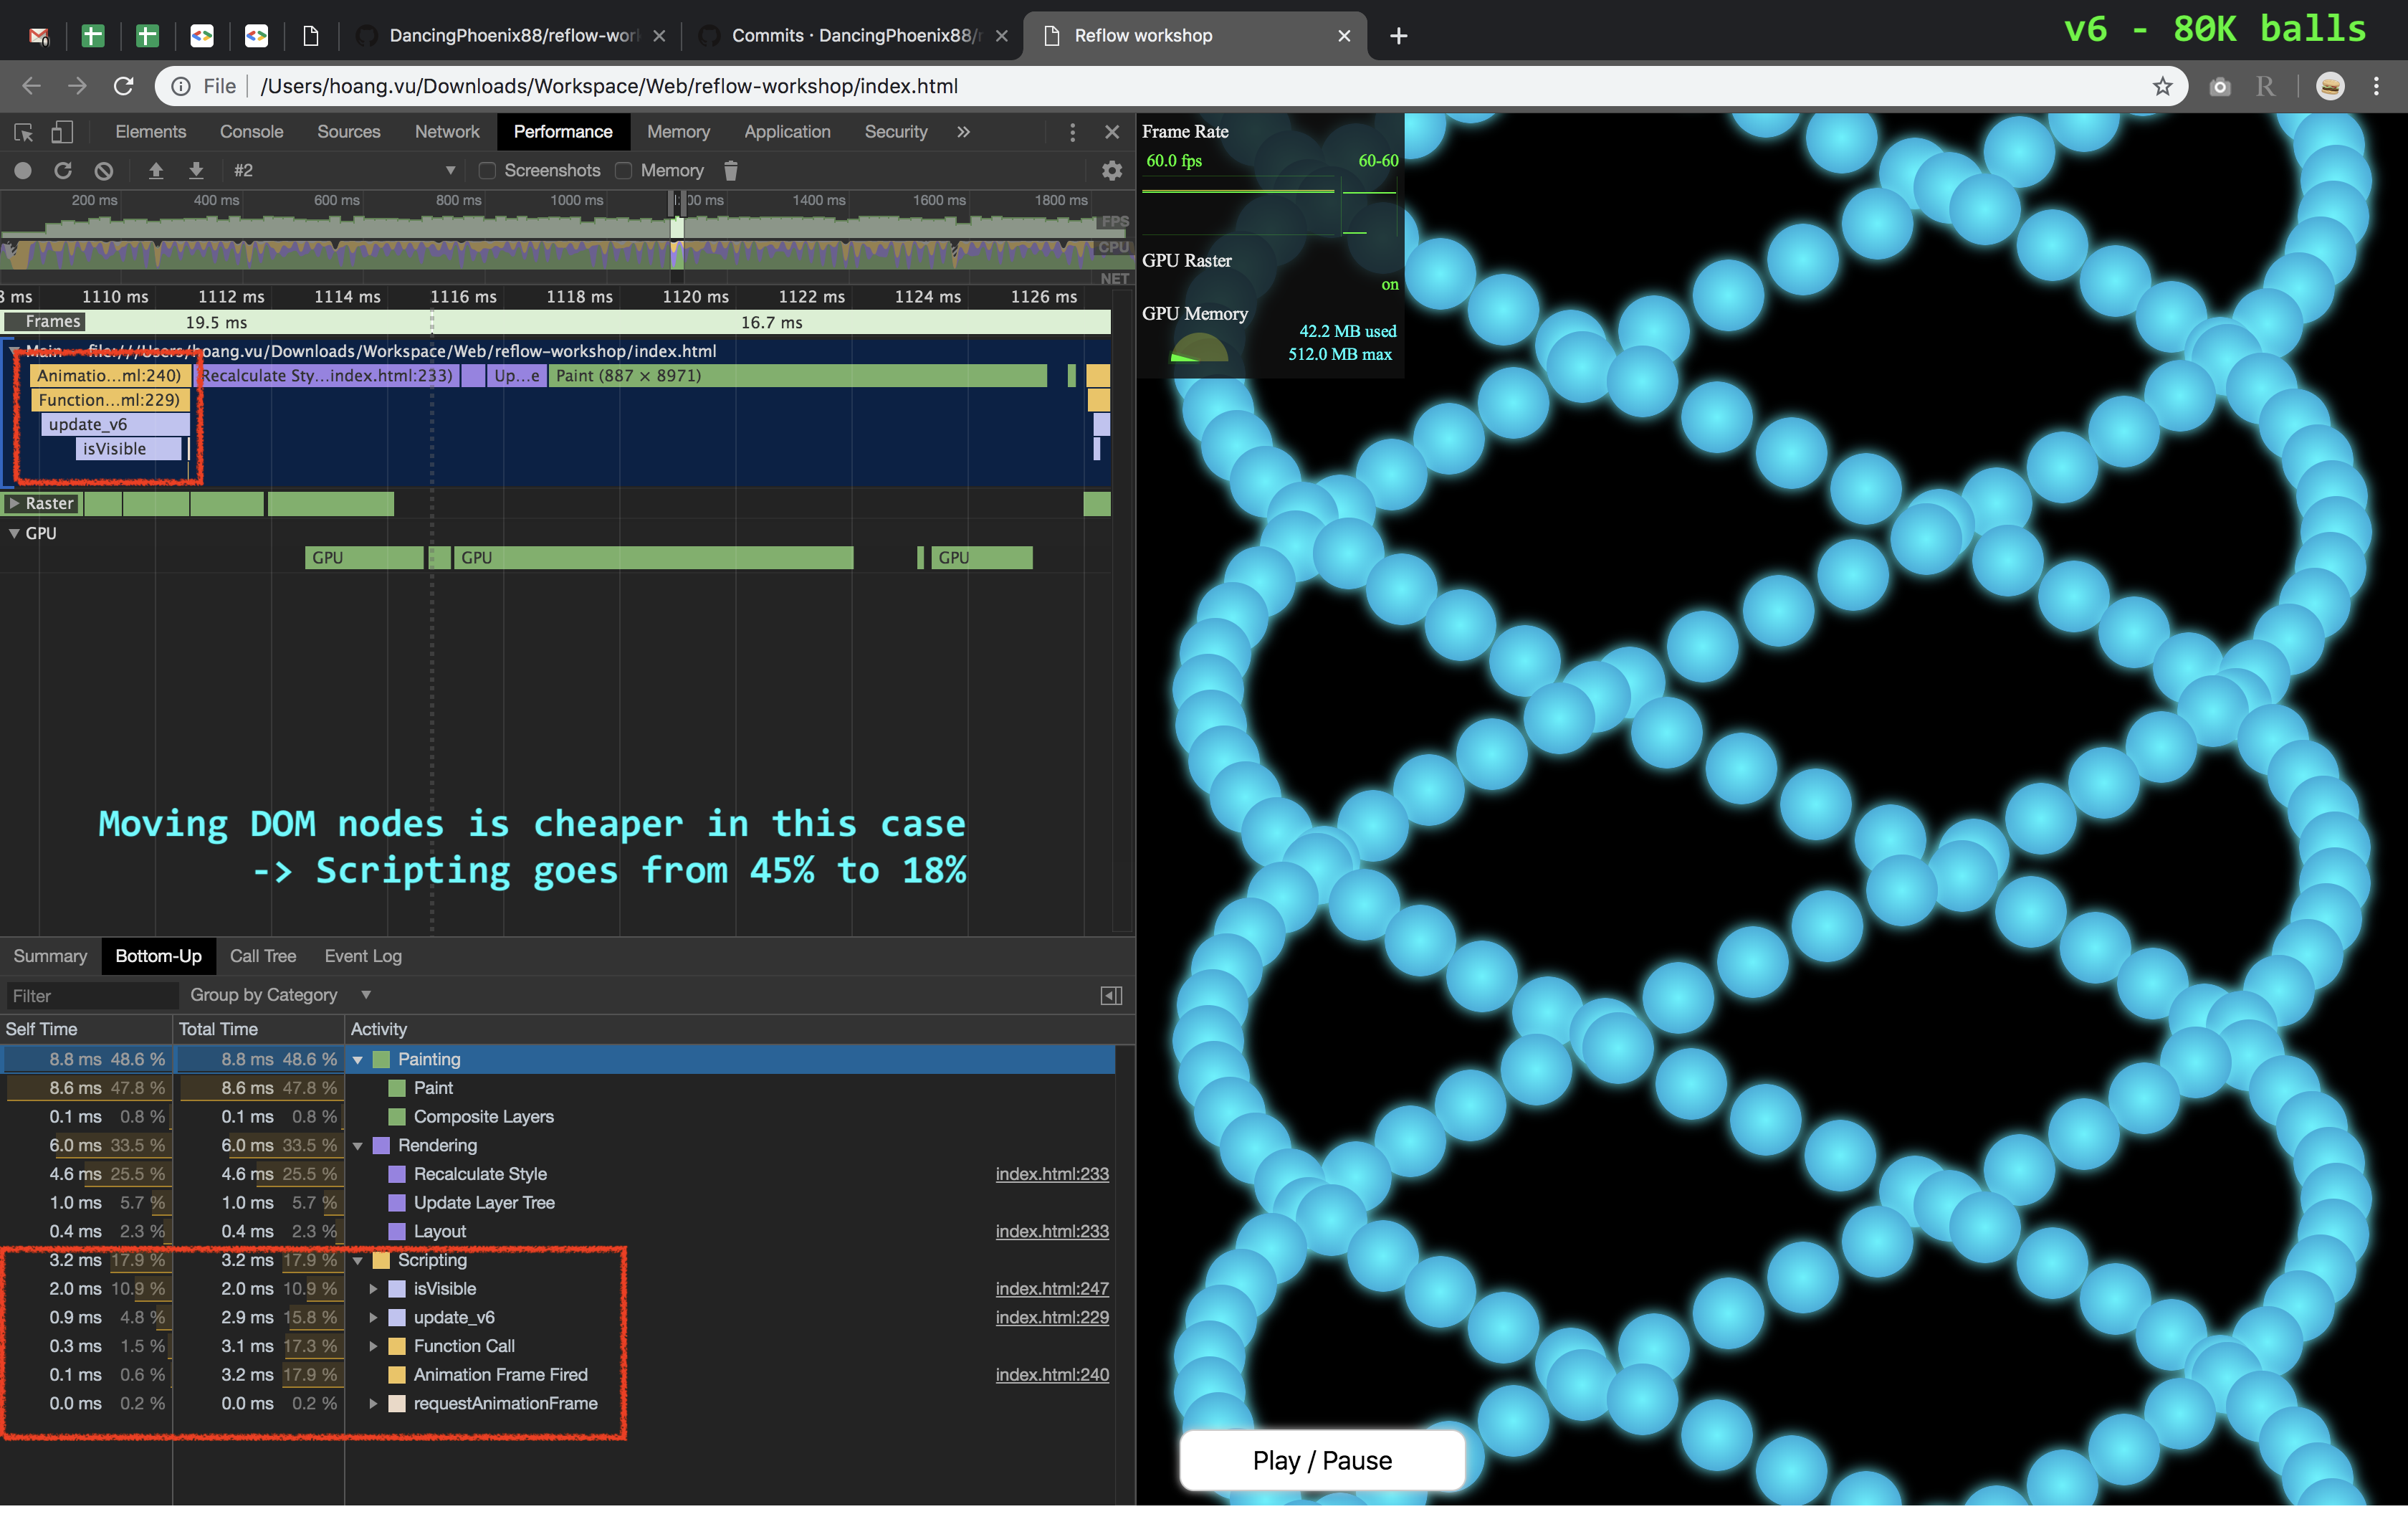 DancingPhoenix88/reflow-wor
Commits · DancingPhoenix88/r
Reflow workshop
v6 - 80K balls
File
/Users/hoang.vu/Downloads/Workspace/Web/reflow-workshop/index.html
R
Elements Console Sources Network Performance Memory Application Security »
#2 Screenshots Memory
200 ms 400 ms 600 ms 800 ms 1000 ms 1400 ms 1600 ms 1800 ms
FPS
CPU
NET
8 ms 1110 ms 1112 ms 1114 ms 1116 ms 1118 ms 1120 ms 1122 ms 1124 ms 1126 ms
Frames 19.5 ms 16.7 ms
Main — file:///Users/hoang.vu/Downloads/Workspace/Web/reflow-workshop/index.html
Animatio…ml:240) Recalculate Sty…index.html:233) Up…e Paint (887 × 8971)
Function…ml:229)
update_v6
isVisible
Raster
GPU
GPU GPU GPU
Moving DOM nodes is cheaper in this case
-> Scripting goes from 45% to 18%
Summary Bottom-Up Call Tree Event Log
Filter Group by Category
Self Time Total Time Activity
8.8 ms 48.6 % 8.8 ms 48.6 % Painting
8.6 ms 47.8 % 8.6 ms 47.8 % Paint
0.1 ms 0.8 % 0.1 ms 0.8 % Composite Layers
6.0 ms 33.5 % 6.0 ms 33.5 % Rendering
4.6 ms 25.5 % 4.6 ms 25.5 % Recalculate Style index.html:233
1.0 ms 5.7 % 1.0 ms 5.7 % Update Layer Tree
0.4 ms 2.3 % 0.4 ms 2.3 % Layout index.html:233
3.2 ms 17.9 % 3.2 ms 17.9 % Scripting
2.0 ms 10.9 % 2.0 ms 10.9 % isVisible index.html:247
0.9 ms 4.8 % 2.9 ms 15.8 % update_v6 index.html:229
0.3 ms 1.5 % 3.1 ms 17.3 % Function Call
0.1 ms 0.6 % 3.2 ms 17.9 % Animation Frame Fired index.html:240
0.0 ms 0.2 % 0.0 ms 0.2 % requestAnimationFrame
Frame Rate
60.0 fps 60-60
GPU Raster
on
GPU Memory
42.2 MB used
512.0 MB max
Play / Pause